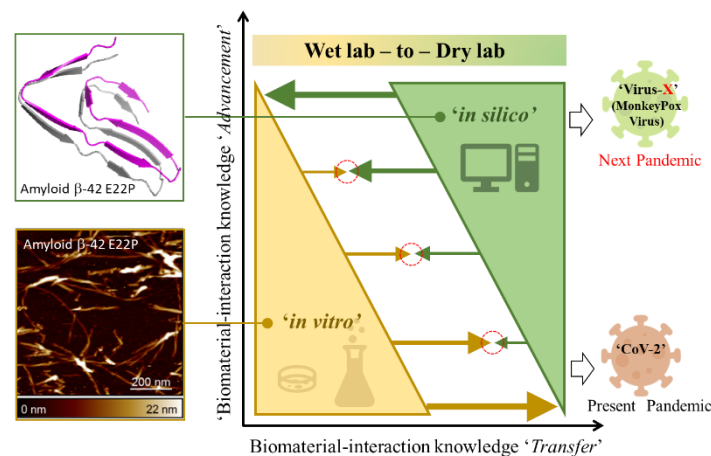 Wet lab – to – Dry lab
Amyloid β-42 E22P
Amyloid β-42 E22P
200 nm
0 nm
22 nm
'Biomaterial-interaction knowledge 'Advancement'
'in silico'
'in vitro'
Biomaterial-interaction knowledge 'Transfer'
'Virus-X'
(MonkeyPox
Virus)
Next Pandemic
'CoV-2'
Present Pandemic